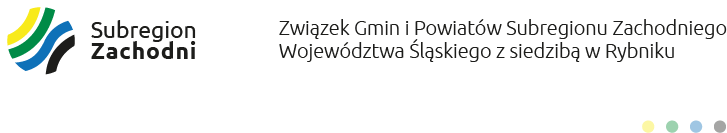 Subregion
Zachodni
Związek Gmin i Powiatów Subregionu Zachodniego
Województwa Śląskiego z siedzibą w Rybniku